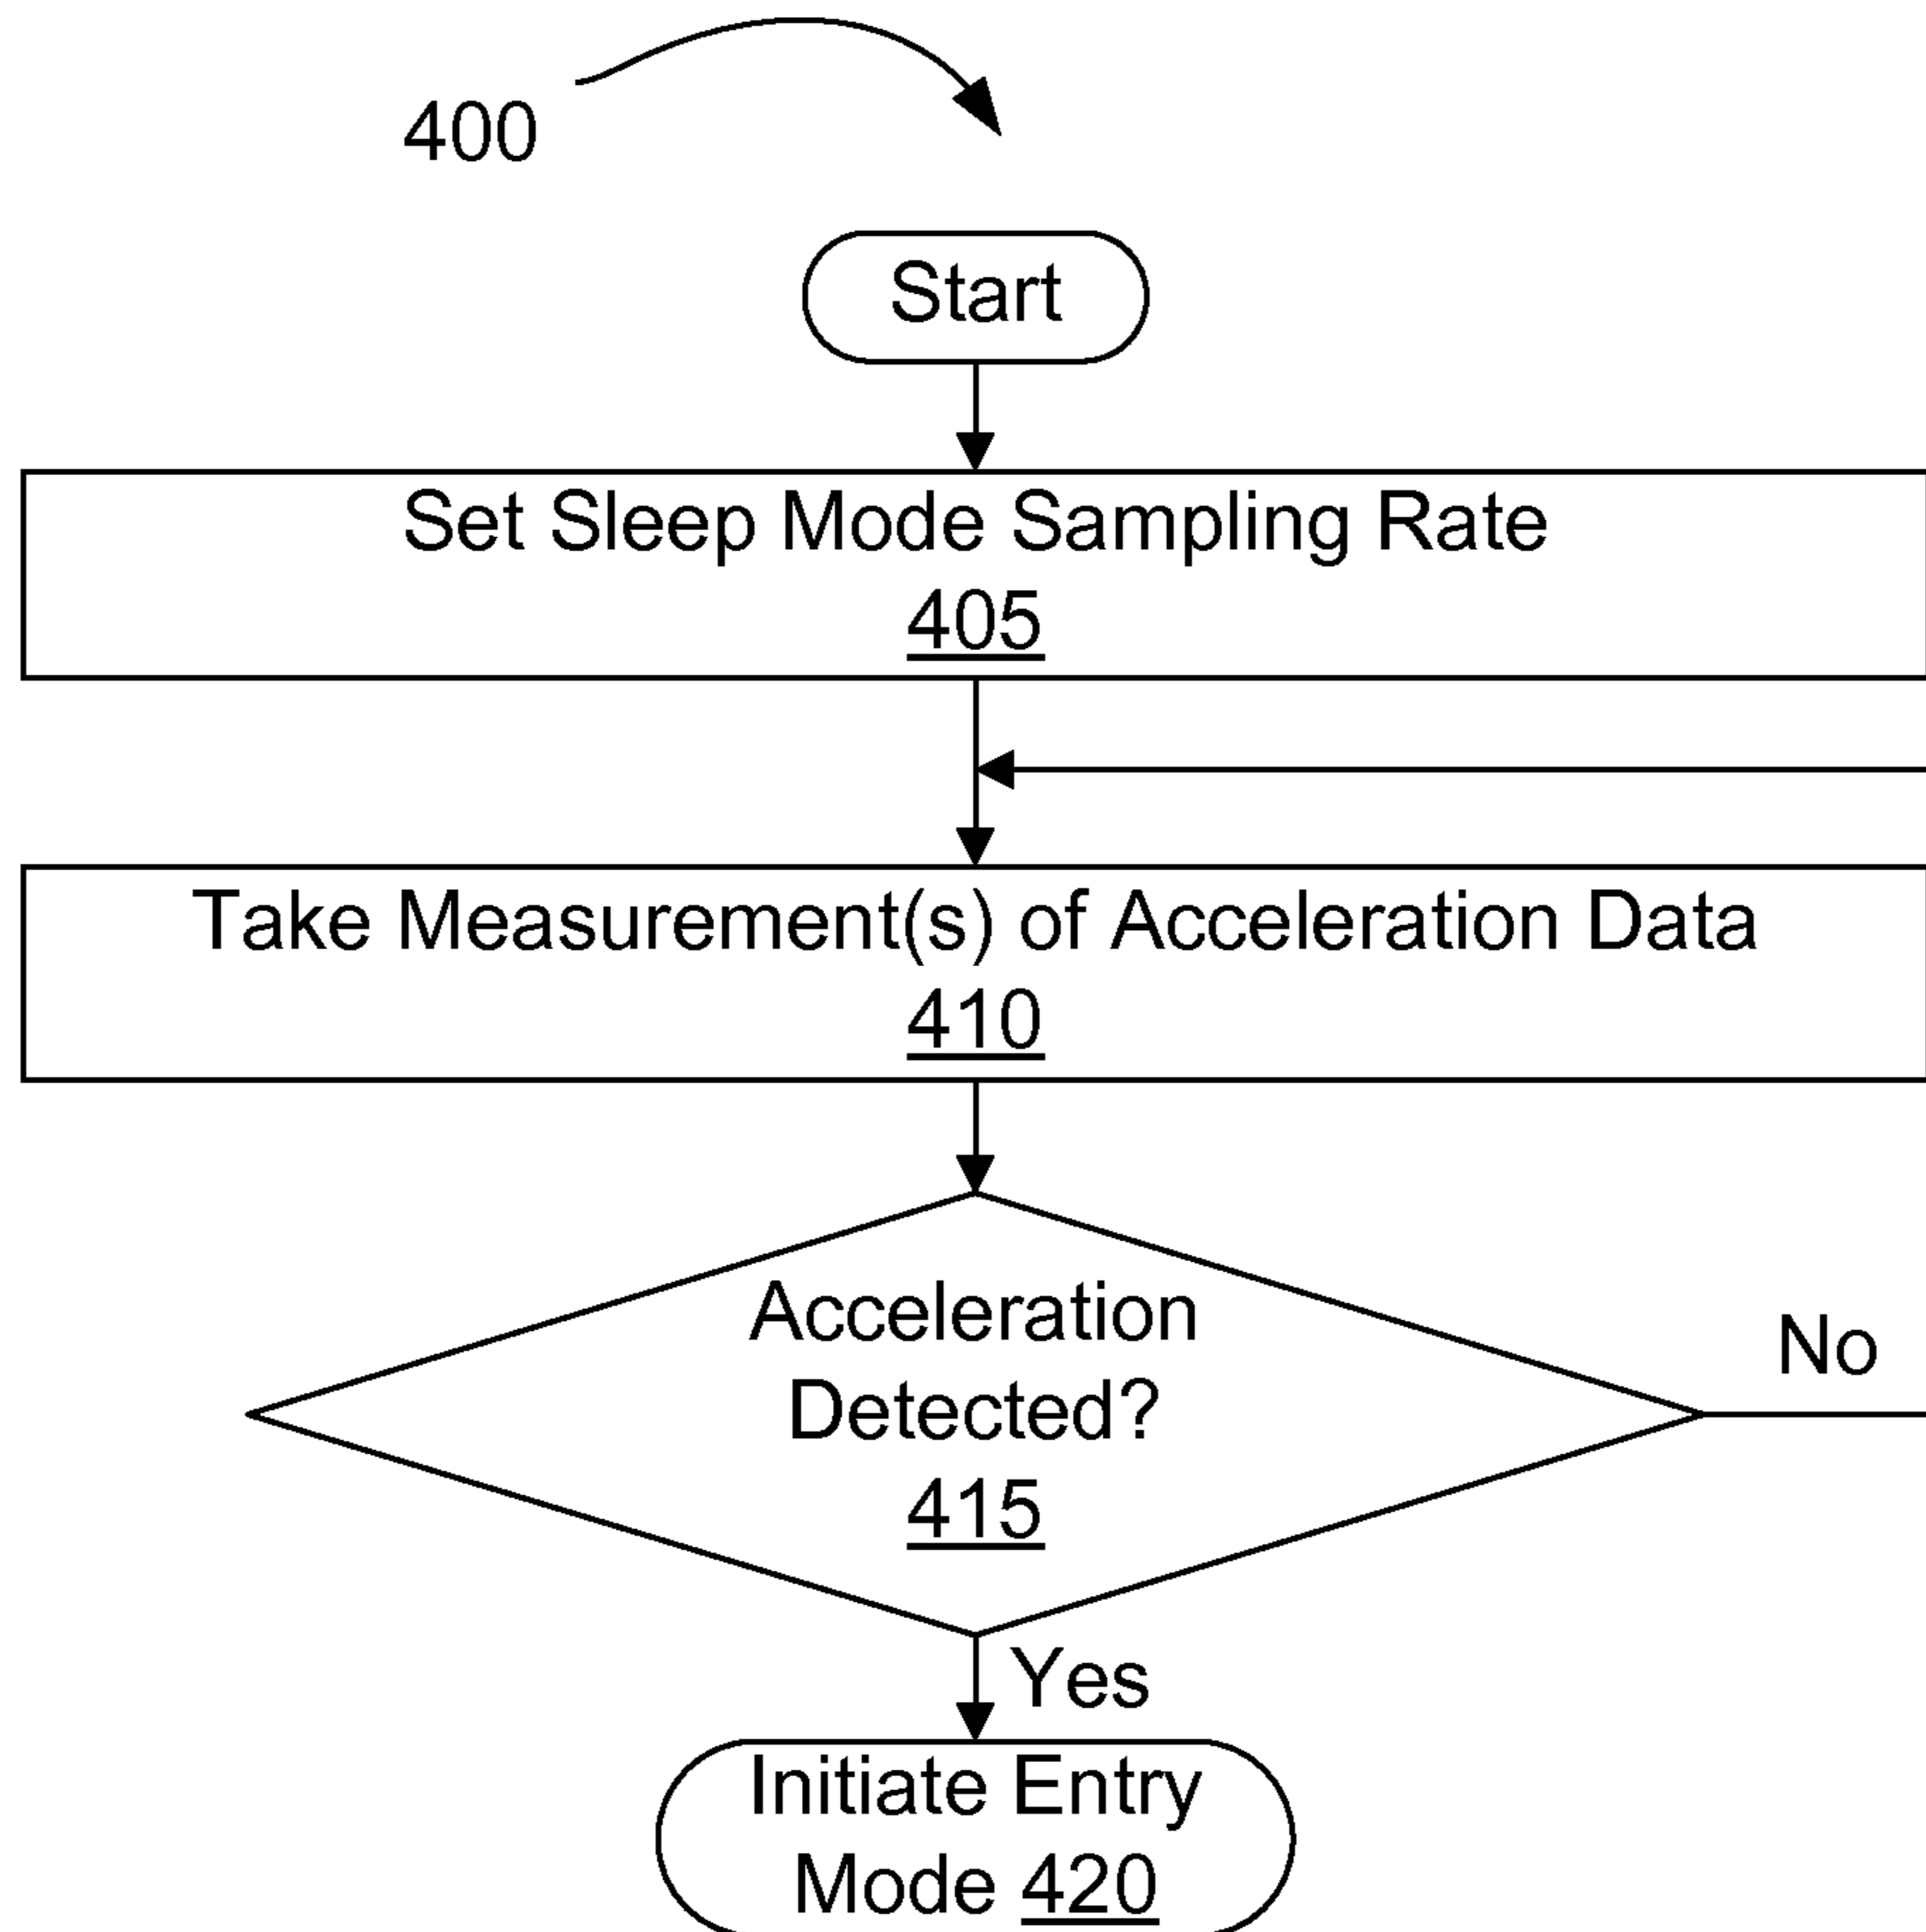 400
Start
Set Sleep Mode Sampling Rate
405
Take Measurement(s) of Acceleration Data
410
Acceleration
Detected?
415
No
Yes
Initiate Entry
Mode 420